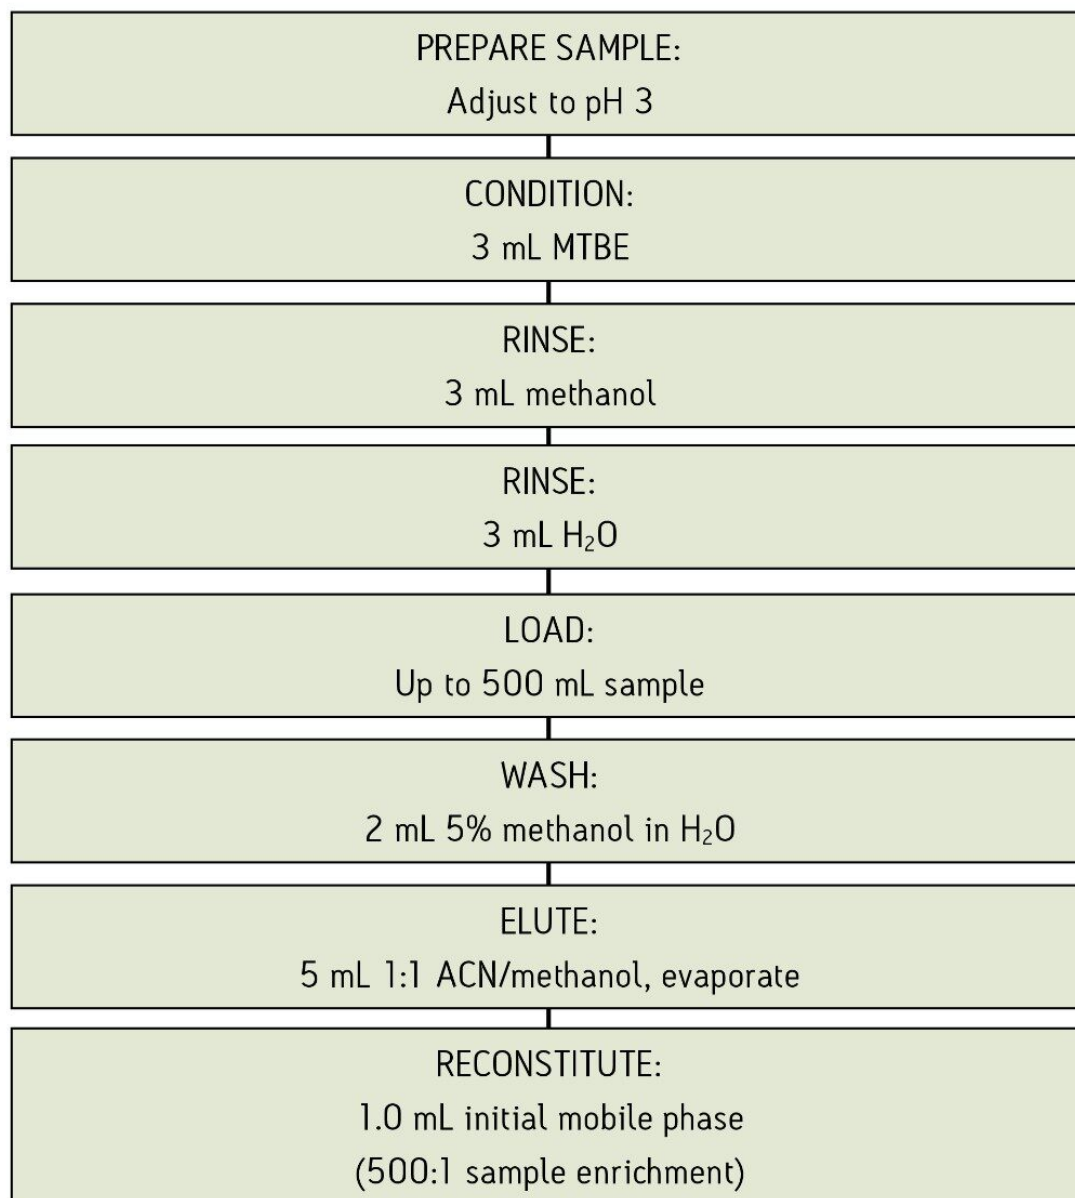 PREPARE SAMPLE:
Adjust to pH 3
CONDITION:
3 mL MTBE
RINSE:
3 mL methanol
RINSE:
3 mL H₂O
LOAD:
Up to 500 mL sample
WASH:
2 mL 5% methanol in H₂O
ELUTE:
5 mL 1:1 ACN/methanol, evaporate
RECONSTITUTE:
1.0 mL initial mobile phase
(500:1 sample enrichment)